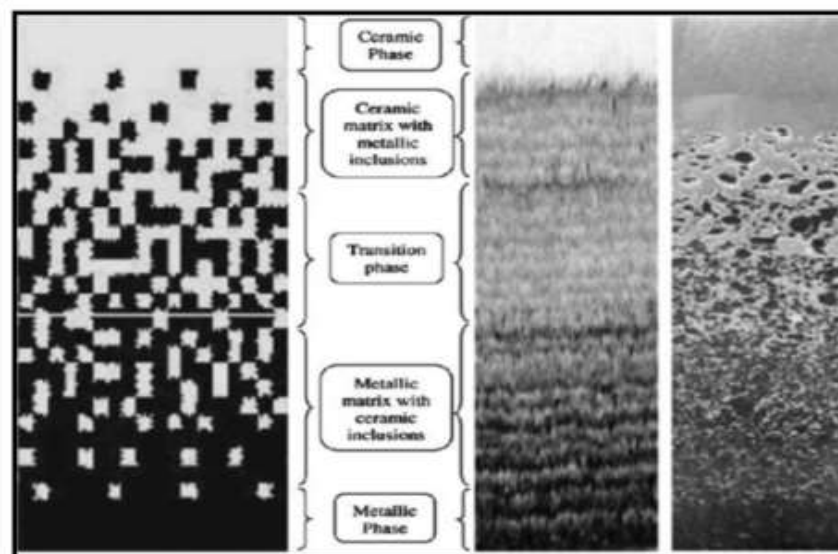 Ceramic
Phase
Ceramic
matrix with
metallic
inclusions
Transition
phase
Metallic
matrix with
ceramic
inclusions
Metallic
Phase